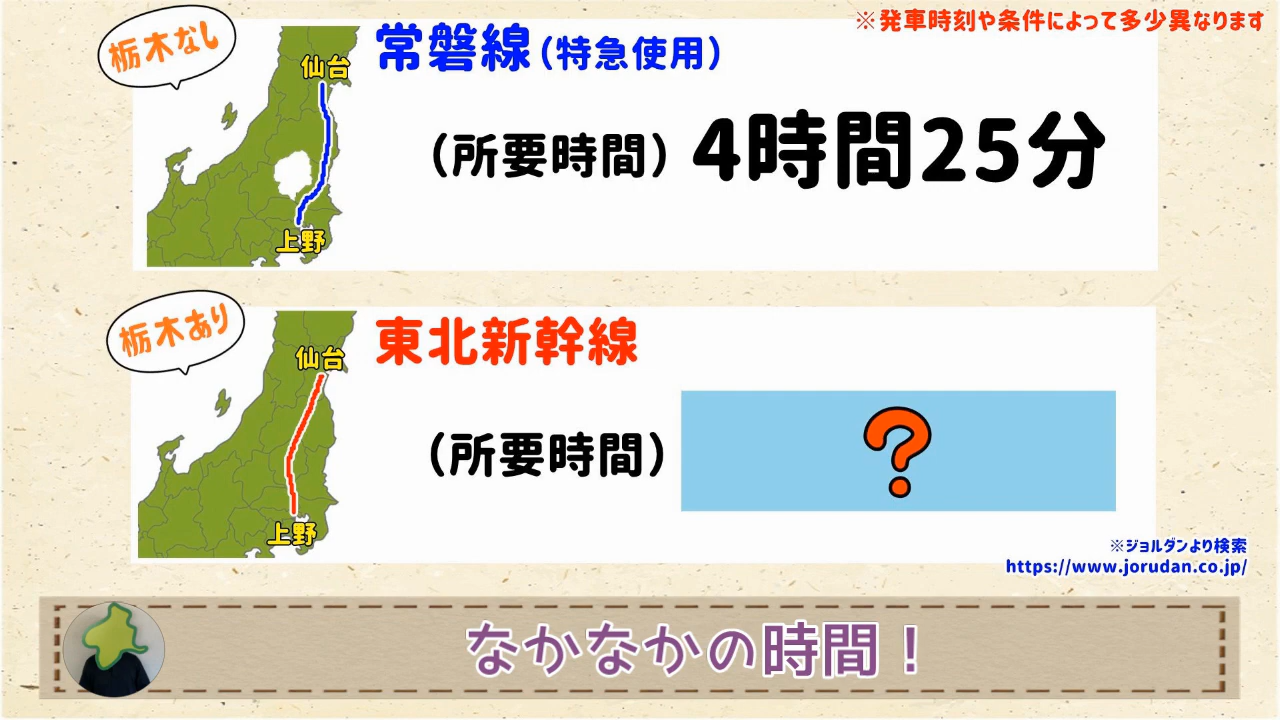 ※発車時刻や条件によって多少異なります
栃木なし
常磐線(特急使用)
仙台
(所要時間) 4時間25分
上野
栃木あり
東北新幹線
仙台
(所要時間) ?
上野
※ジョルダンより検索
https://www.jorudan.co.jp/
なかなかの時間!